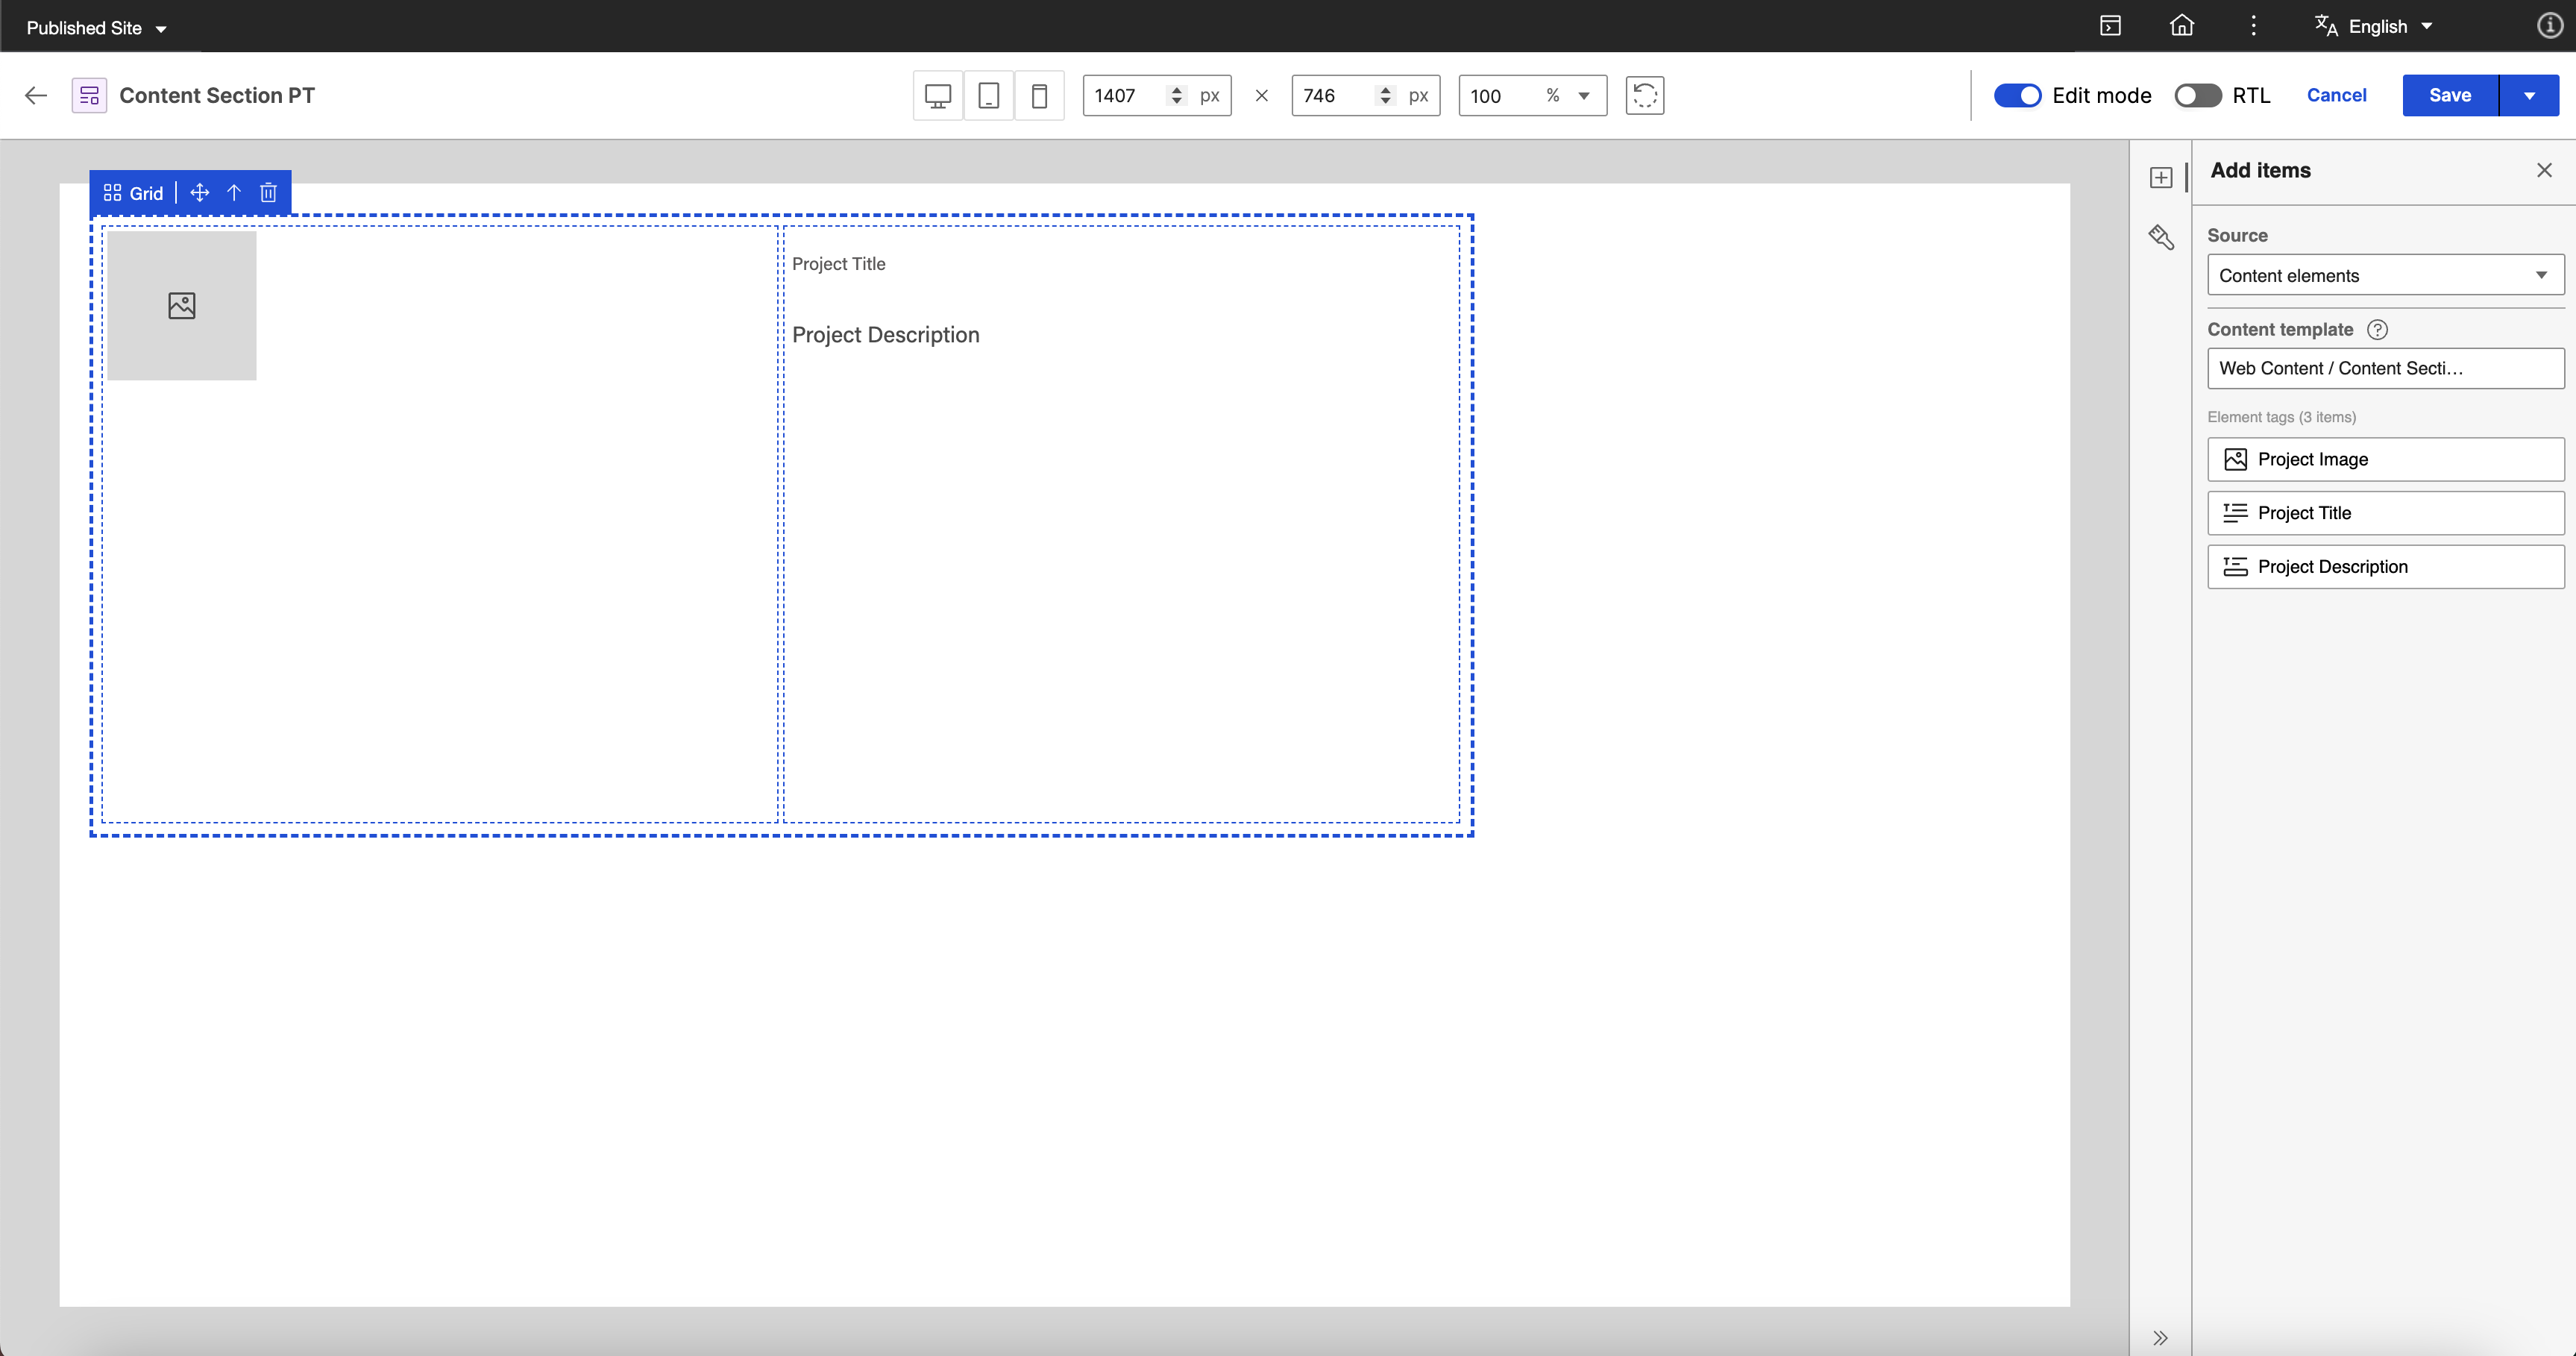 Published Site
English
Content Section PT
1407 px × 746 px 100 %
Edit mode
RTL
Cancel
Save
Grid
Project Title
Project Description
Add items
Source
Content elements
Content template
Web Content / Content Secti...
Element tags (3 items)
Project Image
Project Title
Project Description